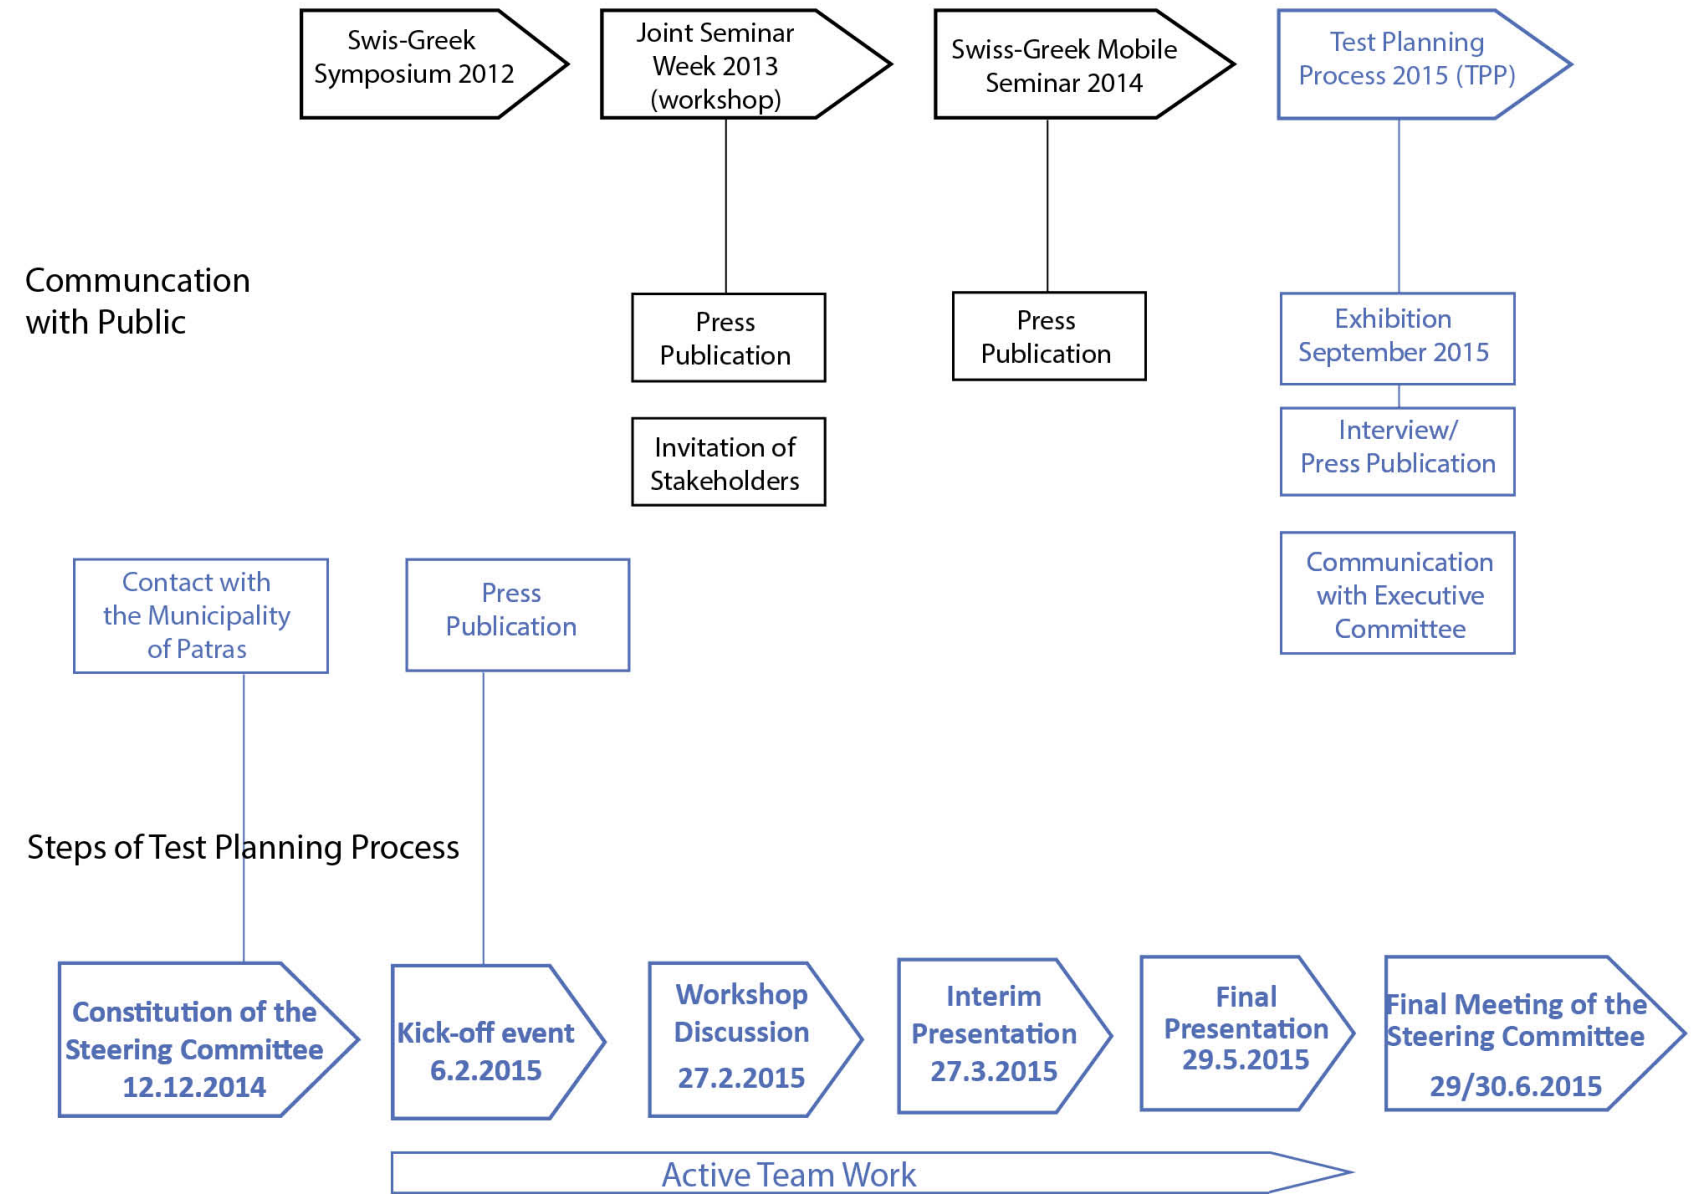 Swis-Greek
Symposium 2012
Joint Seminar
Week 2013
(workshop)
Swiss-Greek Mobile
Seminar 2014
Test Planning
Process 2015 (TPP)
Communcation
with Public
Press
Publication
Press
Publication
Exhibition
September 2015
Invitation of
Stakeholders
Interview/
Press Publication
Communication
with Executive
Committee
Contact with
the Municipality
of Patras
Press
Publication
Steps of Test Planning Process
Constitution of the
Steering Committee
12.12.2014
Kick-off event
6.2.2015
Workshop
Discussion
27.2.2015
Interim
Presentation
27.3.2015
Final
Presentation
29.5.2015
Final Meeting of the
Steering Committee
29/30.6.2015
Active Team Work